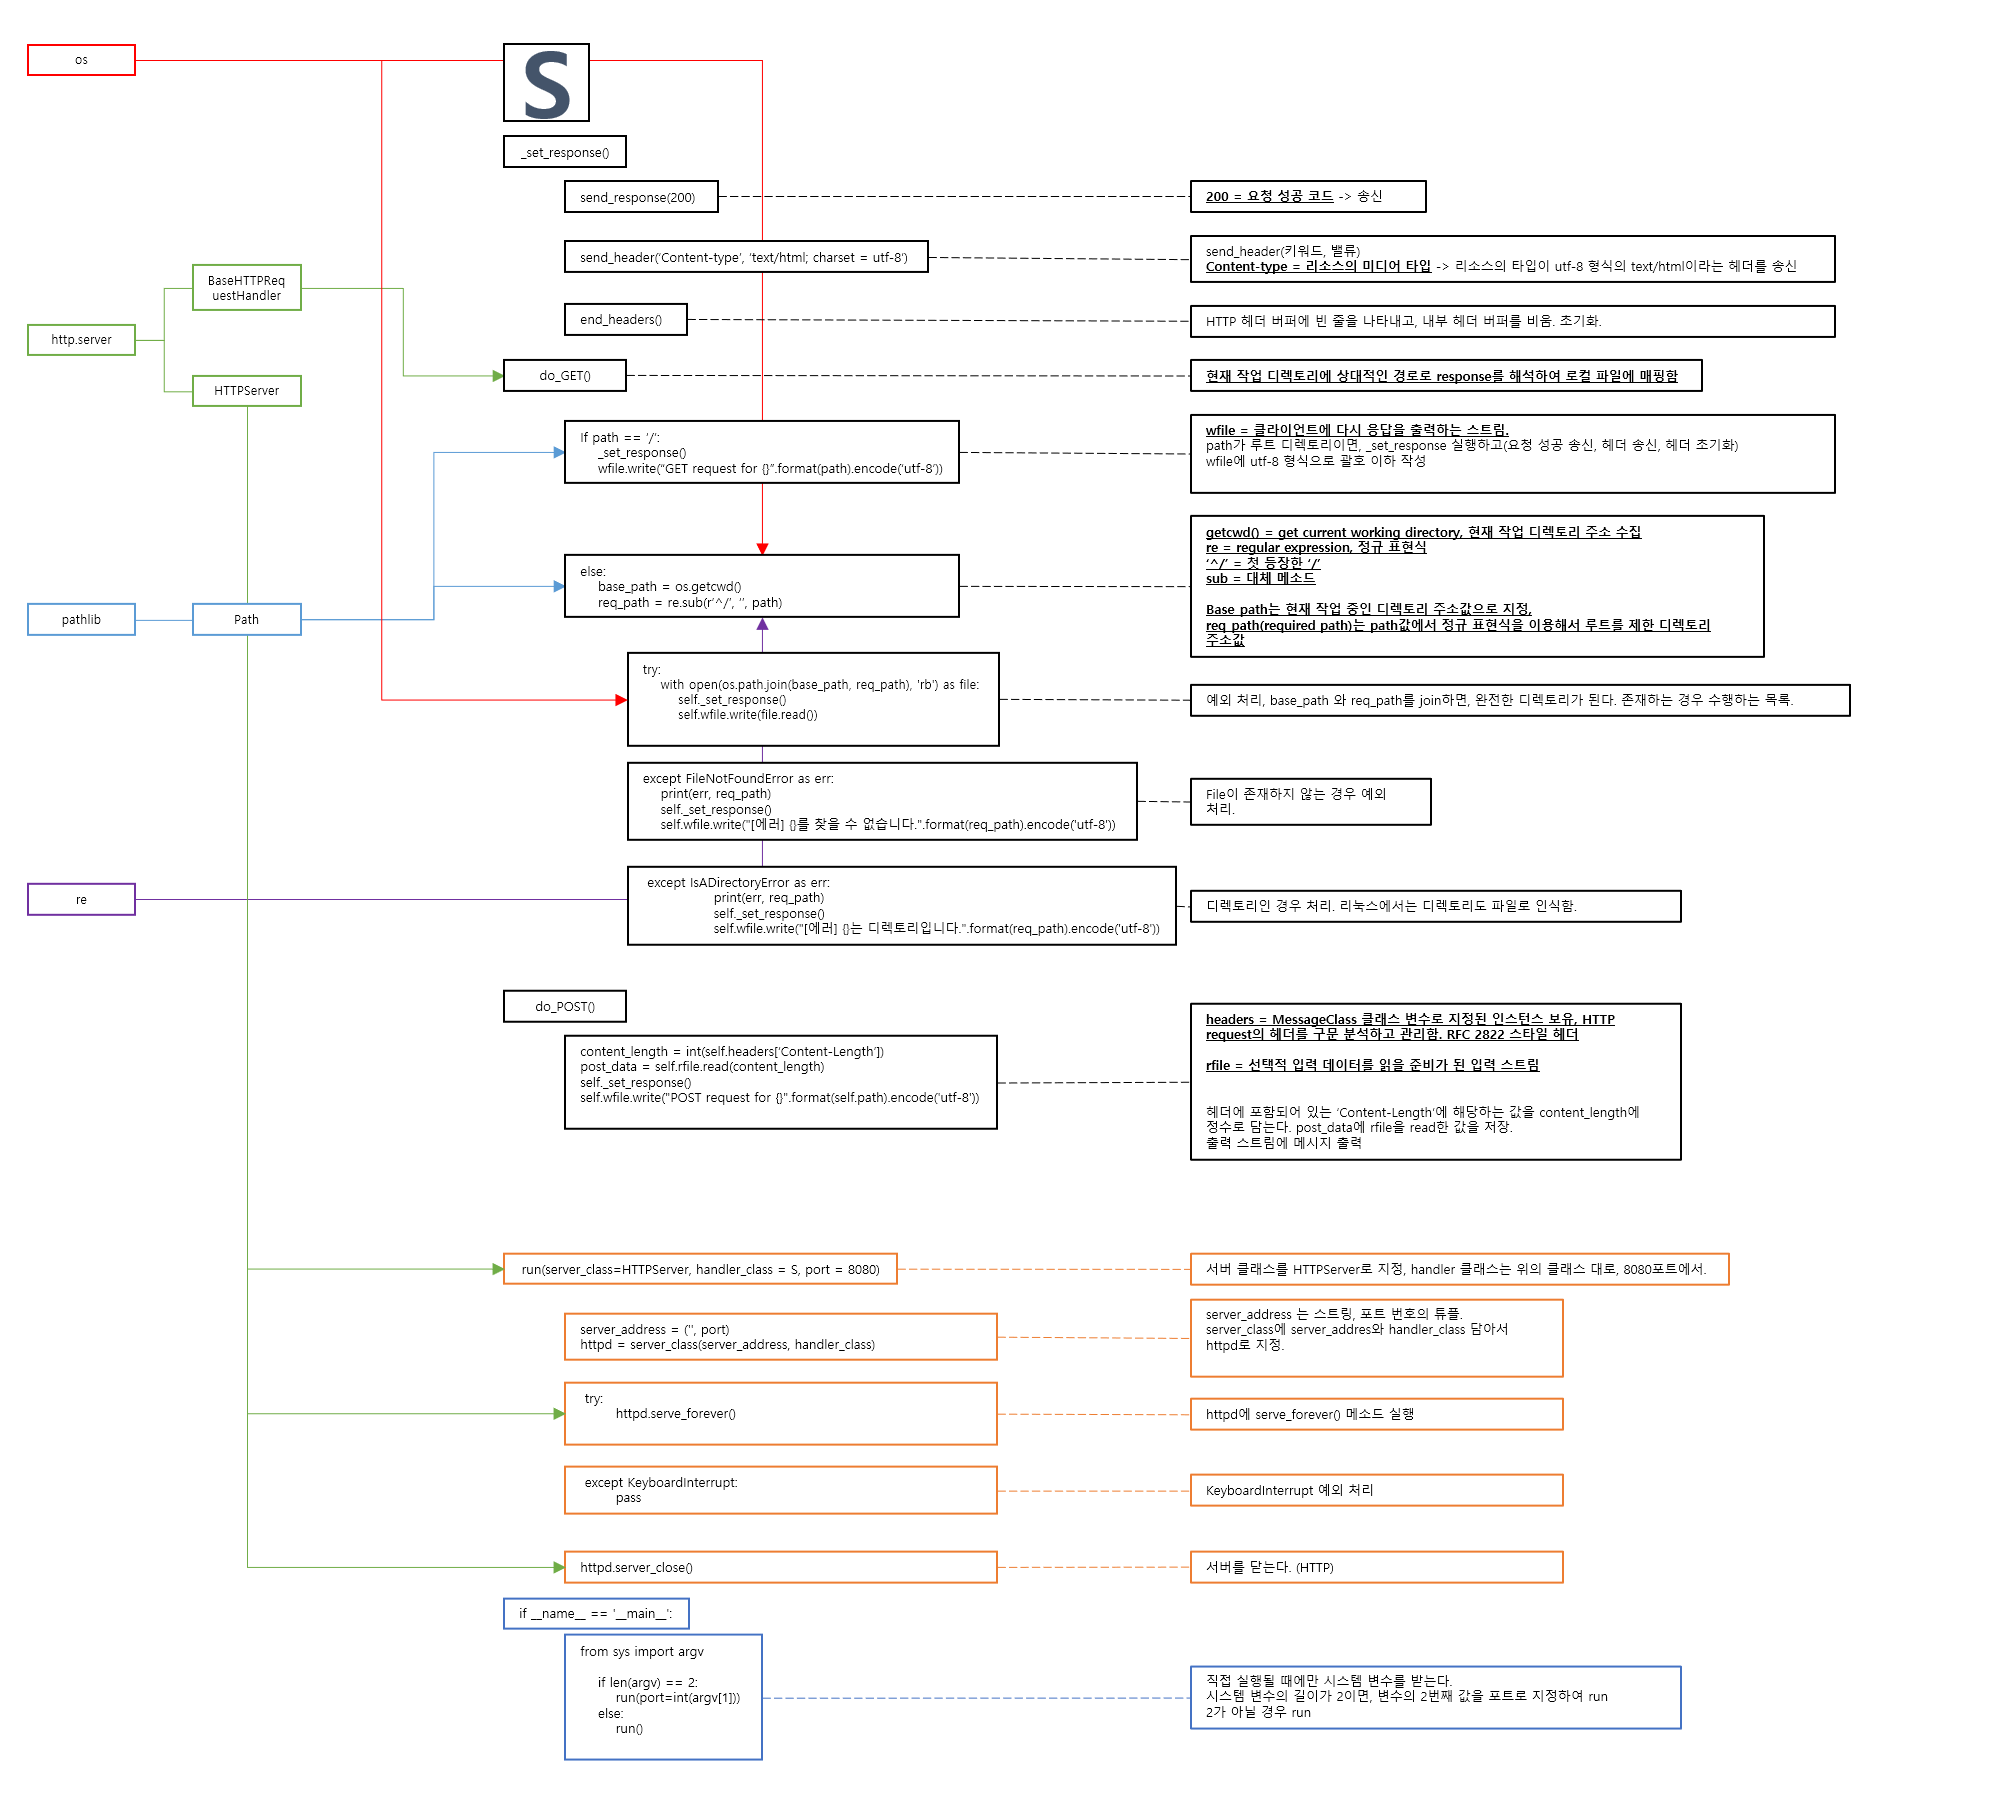 os
S
_set_response()
send_response(200)
200 = 요청 성공 코드 -> 송신
send_header(‘Content-type’, ‘text/html; charset = utf-8’)
send_header(키워드, 밸류)
Content-type = 리소스의 미디어 타입 -> 리소스의 타입이 utf-8 형식의 text/html이라는 헤더를 송신
BaseHTTPReq
uestHandler
end_headers()
HTTP 헤더 버퍼에 빈 줄을 나타내고, 내부 헤더 버퍼를 비움. 초기화.
http.server
HTTPServer
do_GET()
현재 작업 디렉토리에 상대적인 경로로 response를 해석하여 로컬 파일에 매핑함
If path == ‘/’:
_set_response()
wfile.write(“GET request for {}”.format(path).encode(‘utf-8’))
wfile = 클라이언트에 다시 응답을 출력하는 스트림.
path가 루트 디렉토리이면, _set_response 실행하고(요청 성공 송신, 헤더 송신, 헤더 초기화)
wfile에 utf-8 형식으로 괄호 이하 작성
else:
base_path = os.getcwd()
req_path = re.sub(r’^/’, ‘’, path)
getcwd() = get current working directory, 현재 작업 디렉토리 주소 수집
re = regular expression, 정규 표현식
‘^/’ = 첫 등장한 ‘/’
sub = 대체 메소드
Base_path는 현재 작업 중인 디렉토리 주소값으로 지정,
req_path(required path)는 path값에서 정규 표현식을 이용해서 루트를 제한 디렉토리
주소값
pathlib
Path
try:
with open(os.path.join(base_path, req_path), 'rb') as file:
self._set_response()
self.wfile.write(file.read())
예외 처리, base_path 와 req_path를 join하면, 완전한 디렉토리가 된다. 존재하는 경우 수행하는 목록.
except FileNotFoundError as err:
print(err, req_path)
self._set_response()
self.wfile.write("[에러] {}를 찾을 수 없습니다.".format(req_path).encode('utf-8'))
File이 존재하지 않는 경우 예외
처리.
re
except IsADirectoryError as err:
print(err, req_path)
self._set_response()
self.wfile.write("[에러] {}는 디렉토리입니다.".format(req_path).encode('utf-8'))
디렉토리인 경우 처리. 리눅스에서는 디렉토리도 파일로 인식함.
do_POST()
content_length = int(self.headers['Content-Length'])
post_data = self.rfile.read(content_length)
self._set_response()
self.wfile.write("POST request for {}".format(self.path).encode('utf-8'))
headers = MessageClass 클래스 변수로 지정된 인스턴스 보유, HTTP
request의 헤더를 구문 분석하고 관리함. RFC 2822 스타일 헤더
rfile = 선택적 입력 데이터를 읽을 준비가 된 입력 스트림
헤더에 포함되어 있는 ‘Content-Length’에 해당하는 값을 content_length에
정수로 담는다. post_data에 rfile을 read한 값을 저장.
출력 스트림에 메시지 출력
run(server_class=HTTPServer, handler_class = S, port = 8080)
서버 클래스를 HTTPServer로 지정, handler 클래스는 위의 클래스 대로, 8080포트에서.
server_address = ('', port)
httpd = server_class(server_address, handler_class)
server_address 는 스트링, 포트 번호의 튜플.
server_class에 server_addres와 handler_class 담아서
httpd로 지정.
try:
httpd.serve_forever()
httpd에 serve_forever() 메소드 실행
except KeyboardInterrupt:
pass
KeyboardInterrupt 예외 처리
httpd.server_close()
서버를 닫는다. (HTTP)
if __name__ == '__main__':
from sys import argv
if len(argv) == 2:
run(port=int(argv[1]))
else:
run()
직접 실행될 때에만 시스템 변수를 받는다.
시스템 변수의 길이가 2이면, 변수의 2번째 값을 포트로 지정하여 run
2가 아닐 경우 run